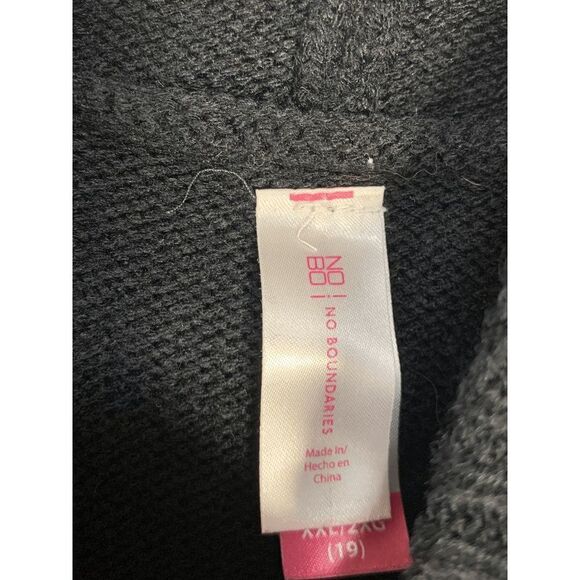 NO
BO
NO BOUNDARIES
Made in/
Hecho en
China
XXL/2XG
(19)